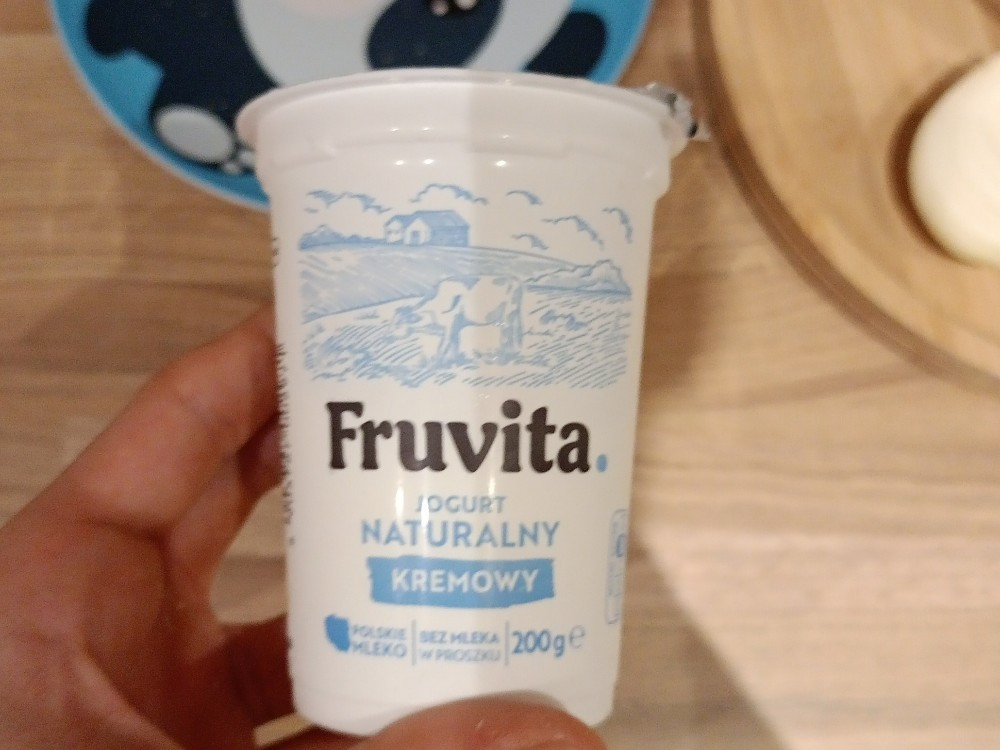 Fruvita.
JOGURT
NATURALNY
KREMOWY
POLSKIE
MLEKO
BEZ MLEKA
W PROSZKU
200g e